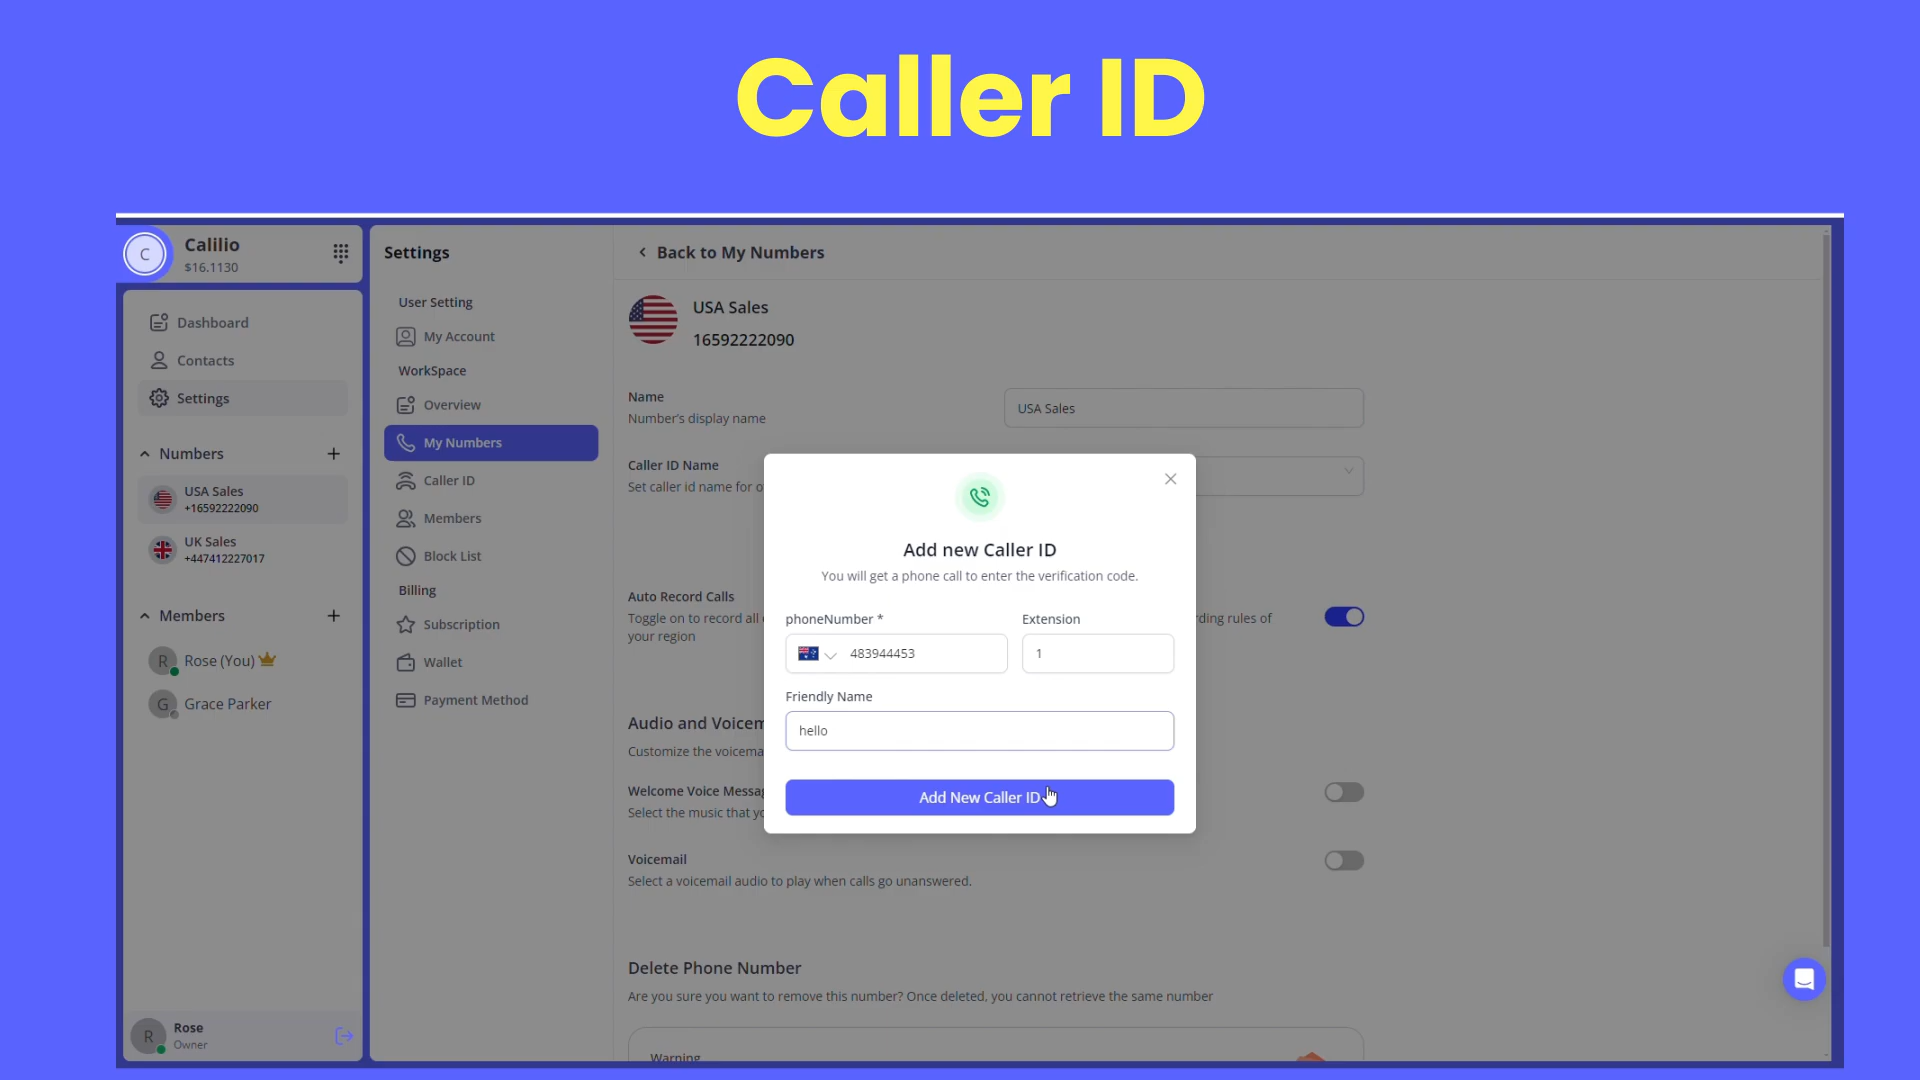 Caller ID
C
Calilio
$16.1130
Dashboard
Contacts
Settings
Numbers
USA Sales
+16592222090
UK Sales
+447412227017
Members
R
Rose (You)
G
Grace Parker
R
Rose
Owner
Settings
User Setting
My Account
WorkSpace
Overview
My Numbers
Caller ID
Members
Block List
Billing
Subscription
Wallet
Payment Method
Back to My Numbers
USA Sales
16592222090
Name
Number's display name
USA Sales
Caller ID Name
Set caller id name for
Auto Record Calls
Toggle on to record all
rules of
your region
Audio and
Customize the
Welcome Voice
Select the music that
Voicemail
Select a voicemail audio to play when calls go unanswered.
Delete Phone Number
Are you sure you want to remove this number? Once deleted, you cannot retrieve the same number
Warning
Add new Caller ID
You will get a phone call to enter the verification code.
phoneNumber *
Extension
483944453
1
Friendly Name
hello
Add New Caller ID